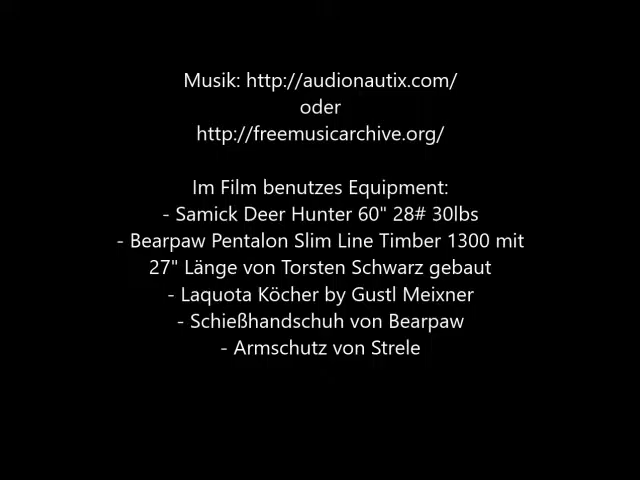 Musik: http://audionautix.com/
oder
http://freemusicarchive.org/
Im Film benutzes Equipment:
- Samick Deer Hunter 60" 28# 30lbs
- Bearpaw Pentalon Slim Line Timber 1300 mit
27" Länge von Torsten Schwarz gebaut
- Laquota Köcher by Gustl Meixner
- Schießhandschuh von Bearpaw
- Armschutz von Strele